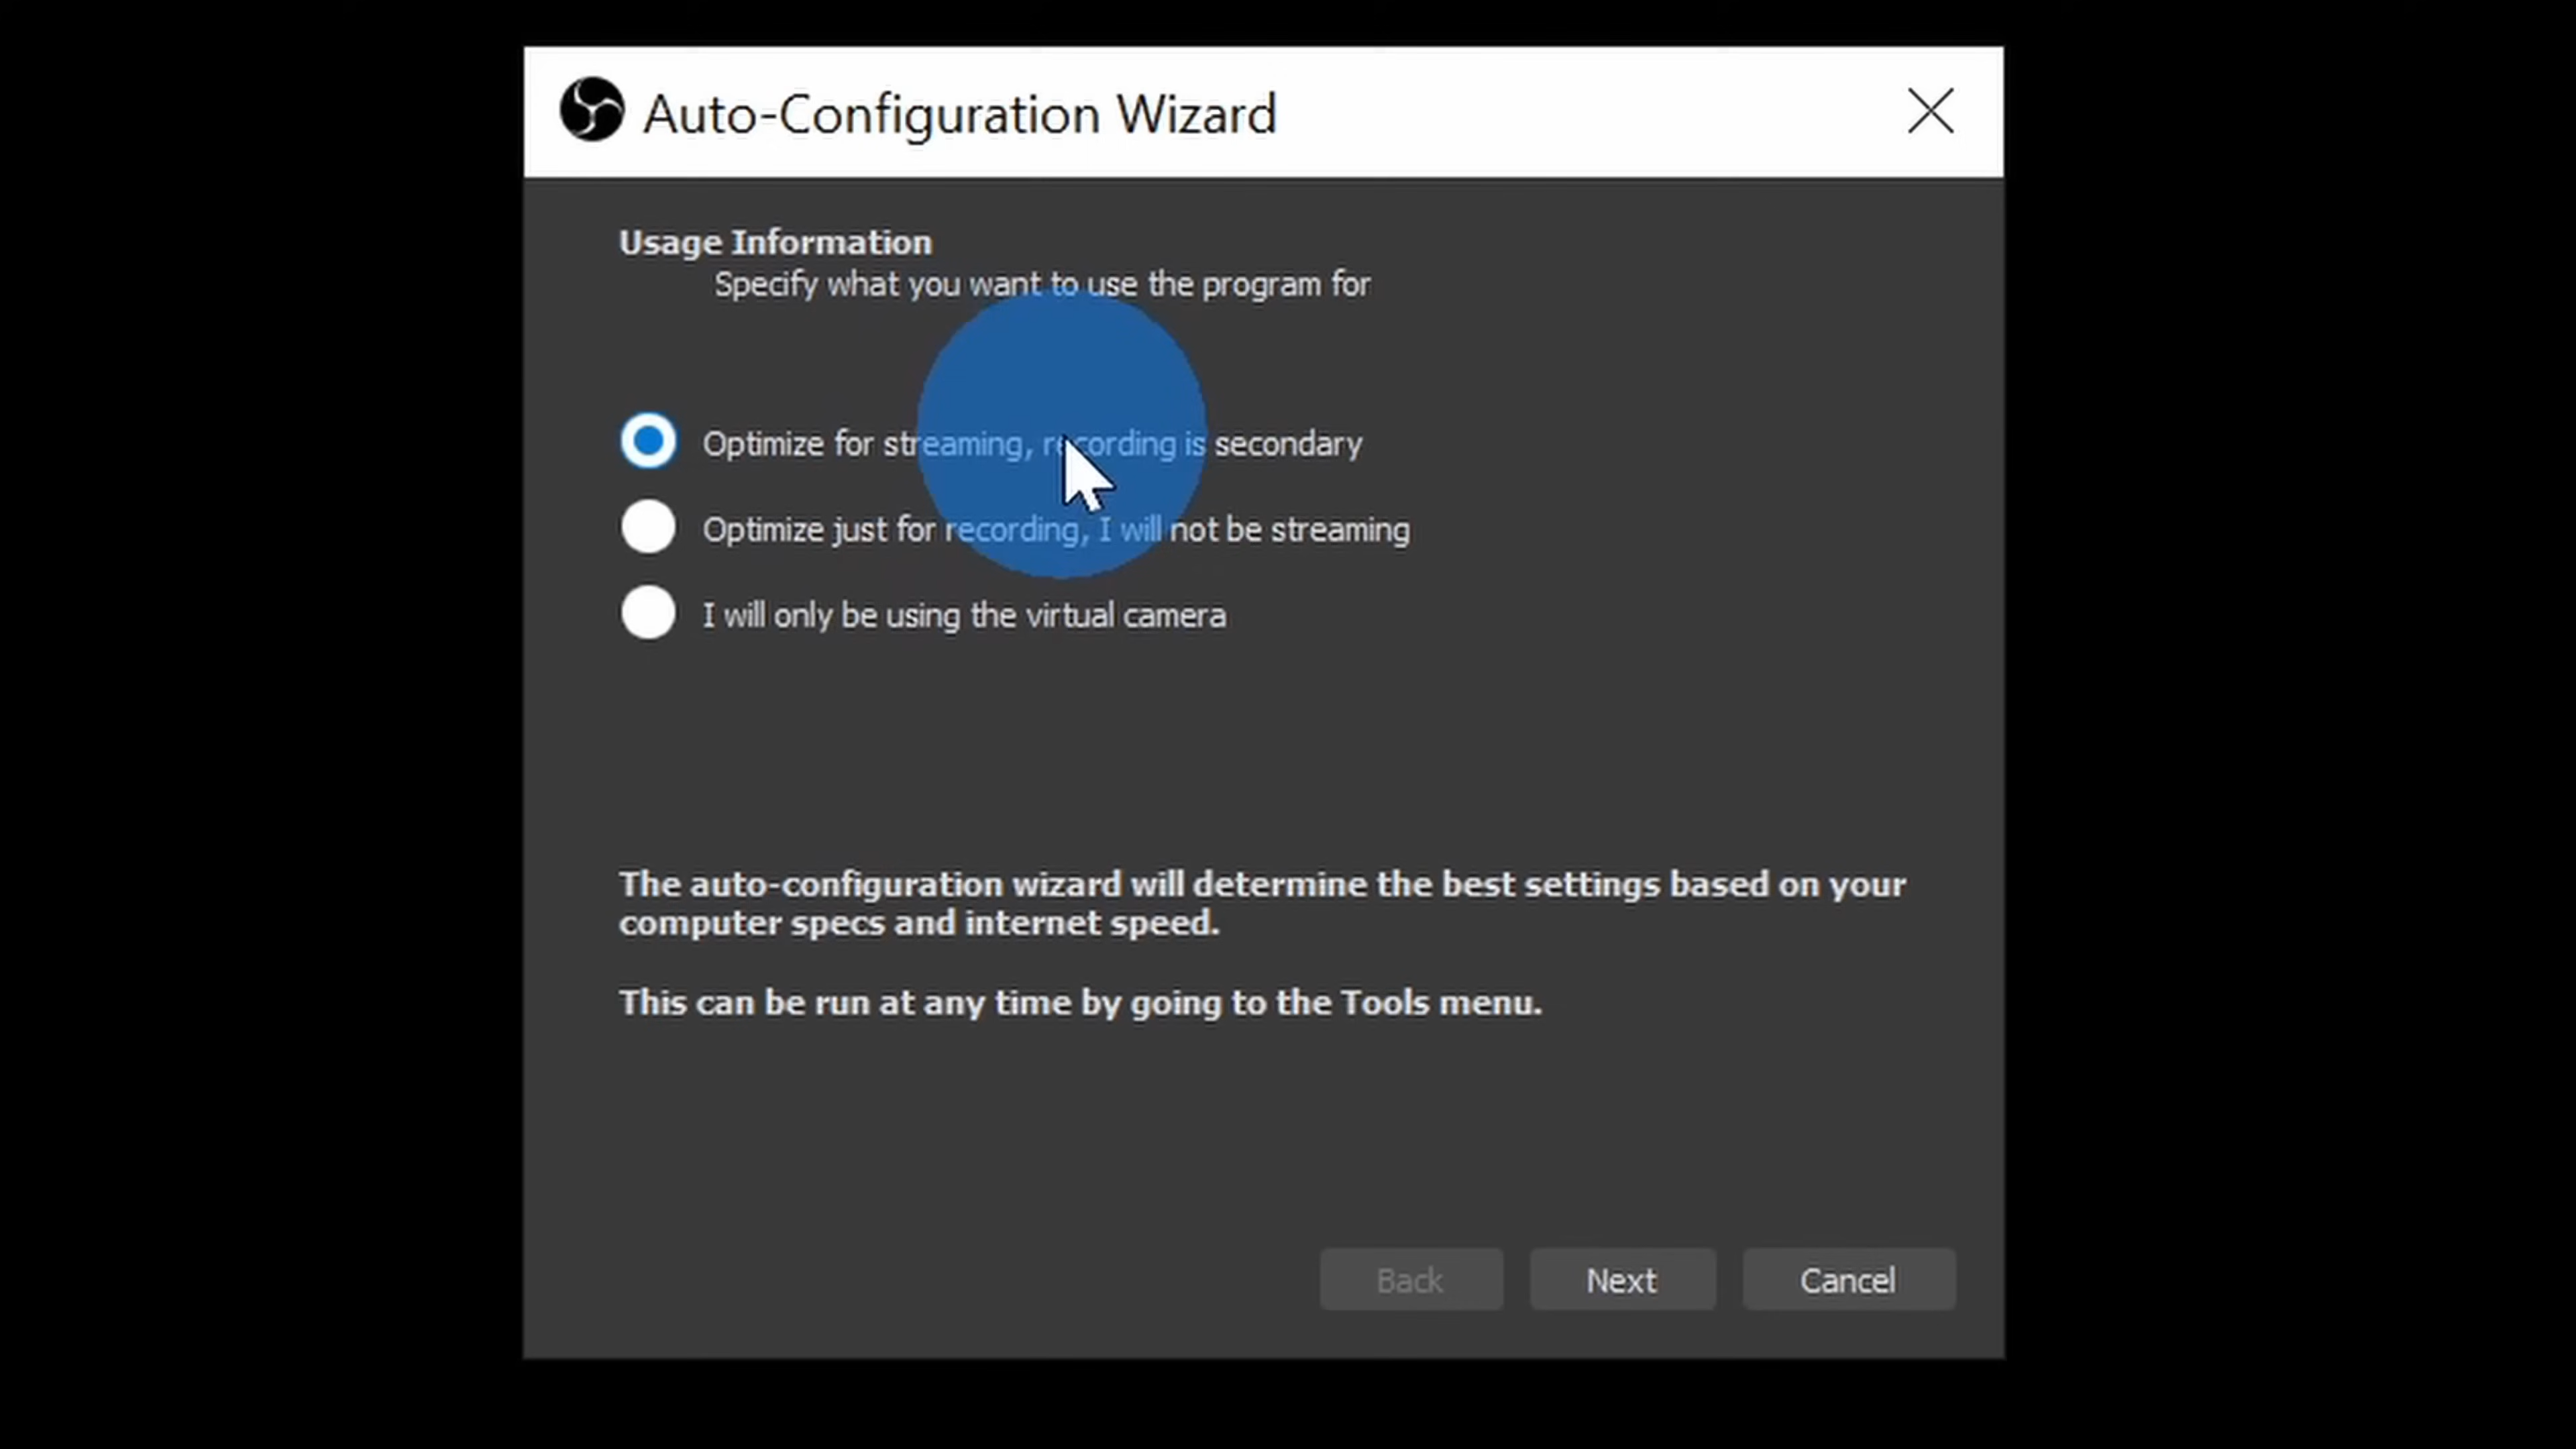 Auto-Configuration Wizard
Usage Information
Specify what you want to use the program for
Optimize for streaming, recording is secondary
Optimize just for recording, I will not be streaming
I will only be using the virtual camera
The auto-configuration wizard will determine the best settings based on your
computer specs and internet speed.
This can be run at any time by going to the Tools menu.
Back Next Cancel